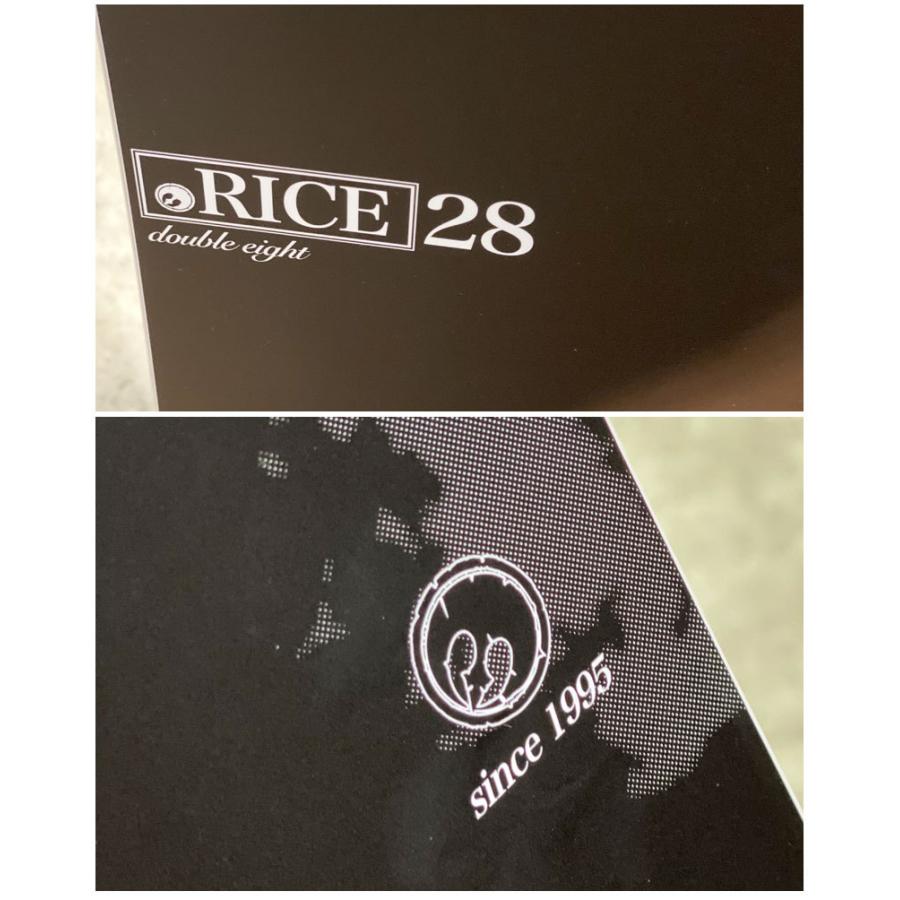 RICE 28
double eight
since 1995